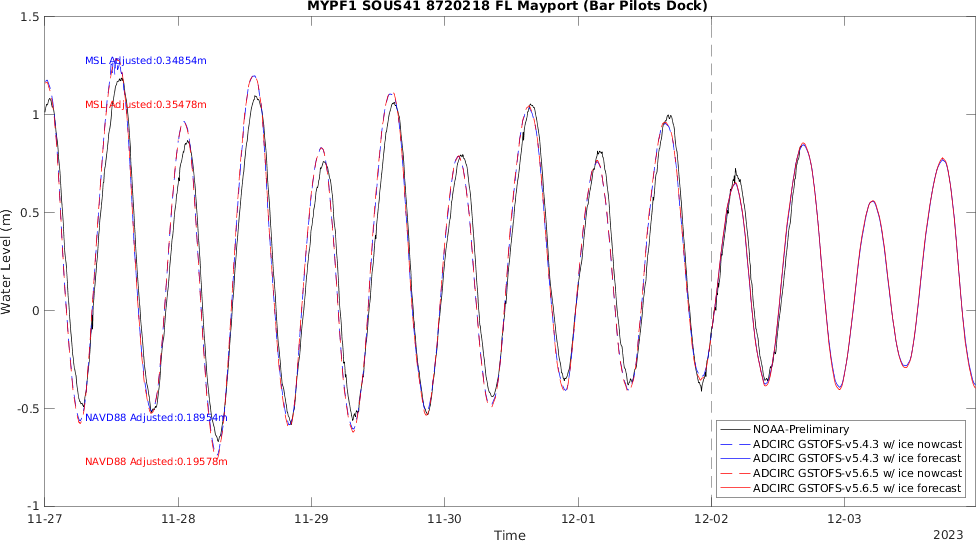 MYPF1 SOUS41 8720218 FL Mayport (Bar Pilots Dock)
1.5
1
0.5
0
-0.5
-1
Water Level (m)
MSL Adjusted:0.34854m
MSL Adjusted:0.35478m
NAVD88 Adjusted:0.18954m
NAVD88 Adjusted:0.19578m
NOAA-Preliminary
ADCIRC GSTOFS-v5.4.3 w/ ice nowcast
ADCIRC GSTOFS-v5.4.3 w/ ice forecast
ADCIRC GSTOFS-v5.6.5 w/ ice nowcast
ADCIRC GSTOFS-v5.6.5 w/ ice forecast
11-27 11-28 11-29 11-30 12-01 12-02 12-03
Time
2023